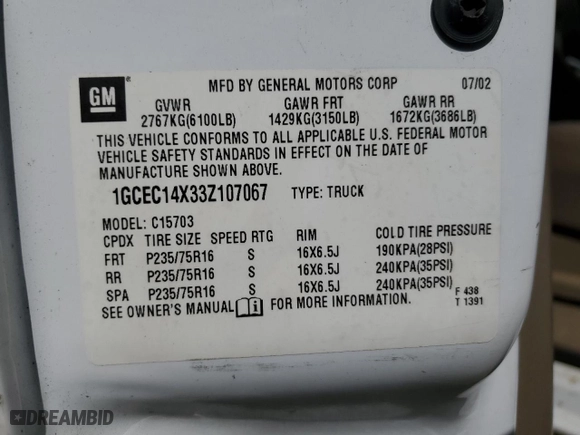 GM ® MFD BY GENERAL MOTORS CORP 07/02
GVWR GAWR FRT GAWR RR
2767KG(6100LB) 1429KG(3150LB) 1672KG(3686LB)
THIS VEHICLE CONFORMS TO ALL APPLICABLE U.S. FEDERAL MOTOR
VEHICLE SAFETY STANDARDS IN EFFECT ON THE DATE OF
MANUFACTURE SHOWN ABOVE.
1GCEC14X33Z107067 TYPE: TRUCK
MODEL: C15703
CPDX TIRE SIZE SPEED RTG RIM COLD TIRE PRESSURE
FRT P235/75R16 S 16X6.5J 190KPA(28PSI)
RR P235/75R16 S 16X6.5J 240KPA(35PSI)
SPA P235/75R16 S 16X6.5J 240KPA(35PSI)
SEE OWNER'S MANUAL i FOR MORE INFORMATION.
F 438
T 1391
DREAMBID